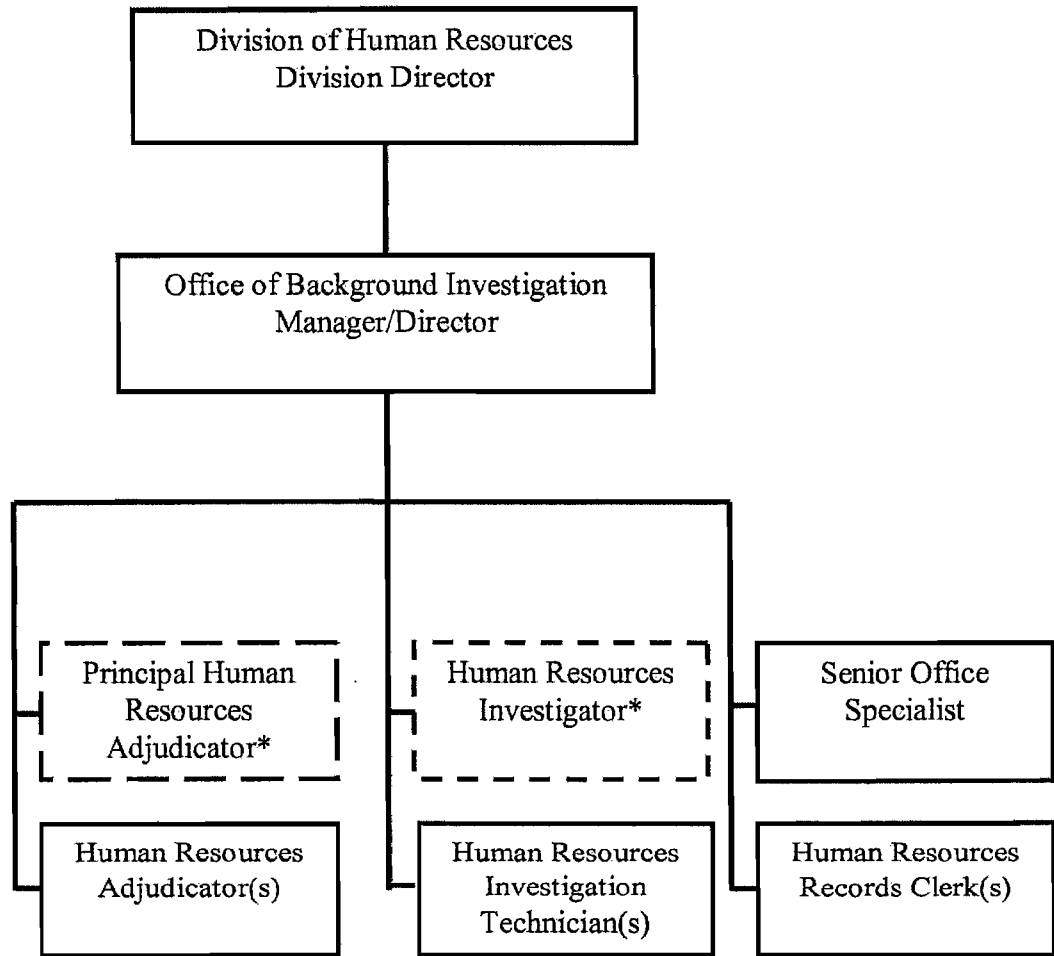 Division of Human Resources
Division Director
Office of Background Investigation
Manager/Director
Principal Human
Resources
Adjudicator*
Human Resources
Investigator*
Senior Office
Specialist
Human Resources
Adjudicator(s)
Human Resources
Investigation
Technician(s)
Human Resources
Records Clerk(s)